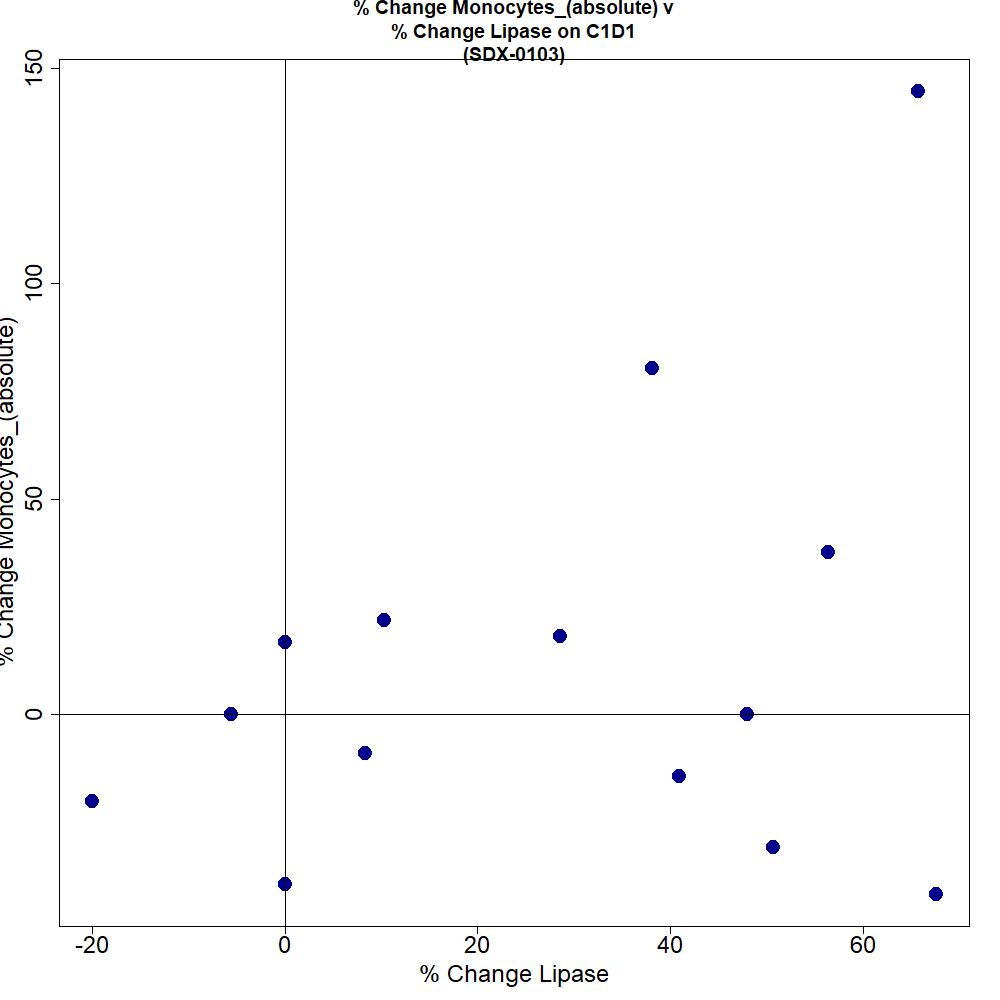 % Change Monocytes_(absolute) v
% Change Lipase on C1D1
(SDX-0103)
150
100
50
0
% Change Monocytes_(absolute)
-20
0
20
40
60
% Change Lipase